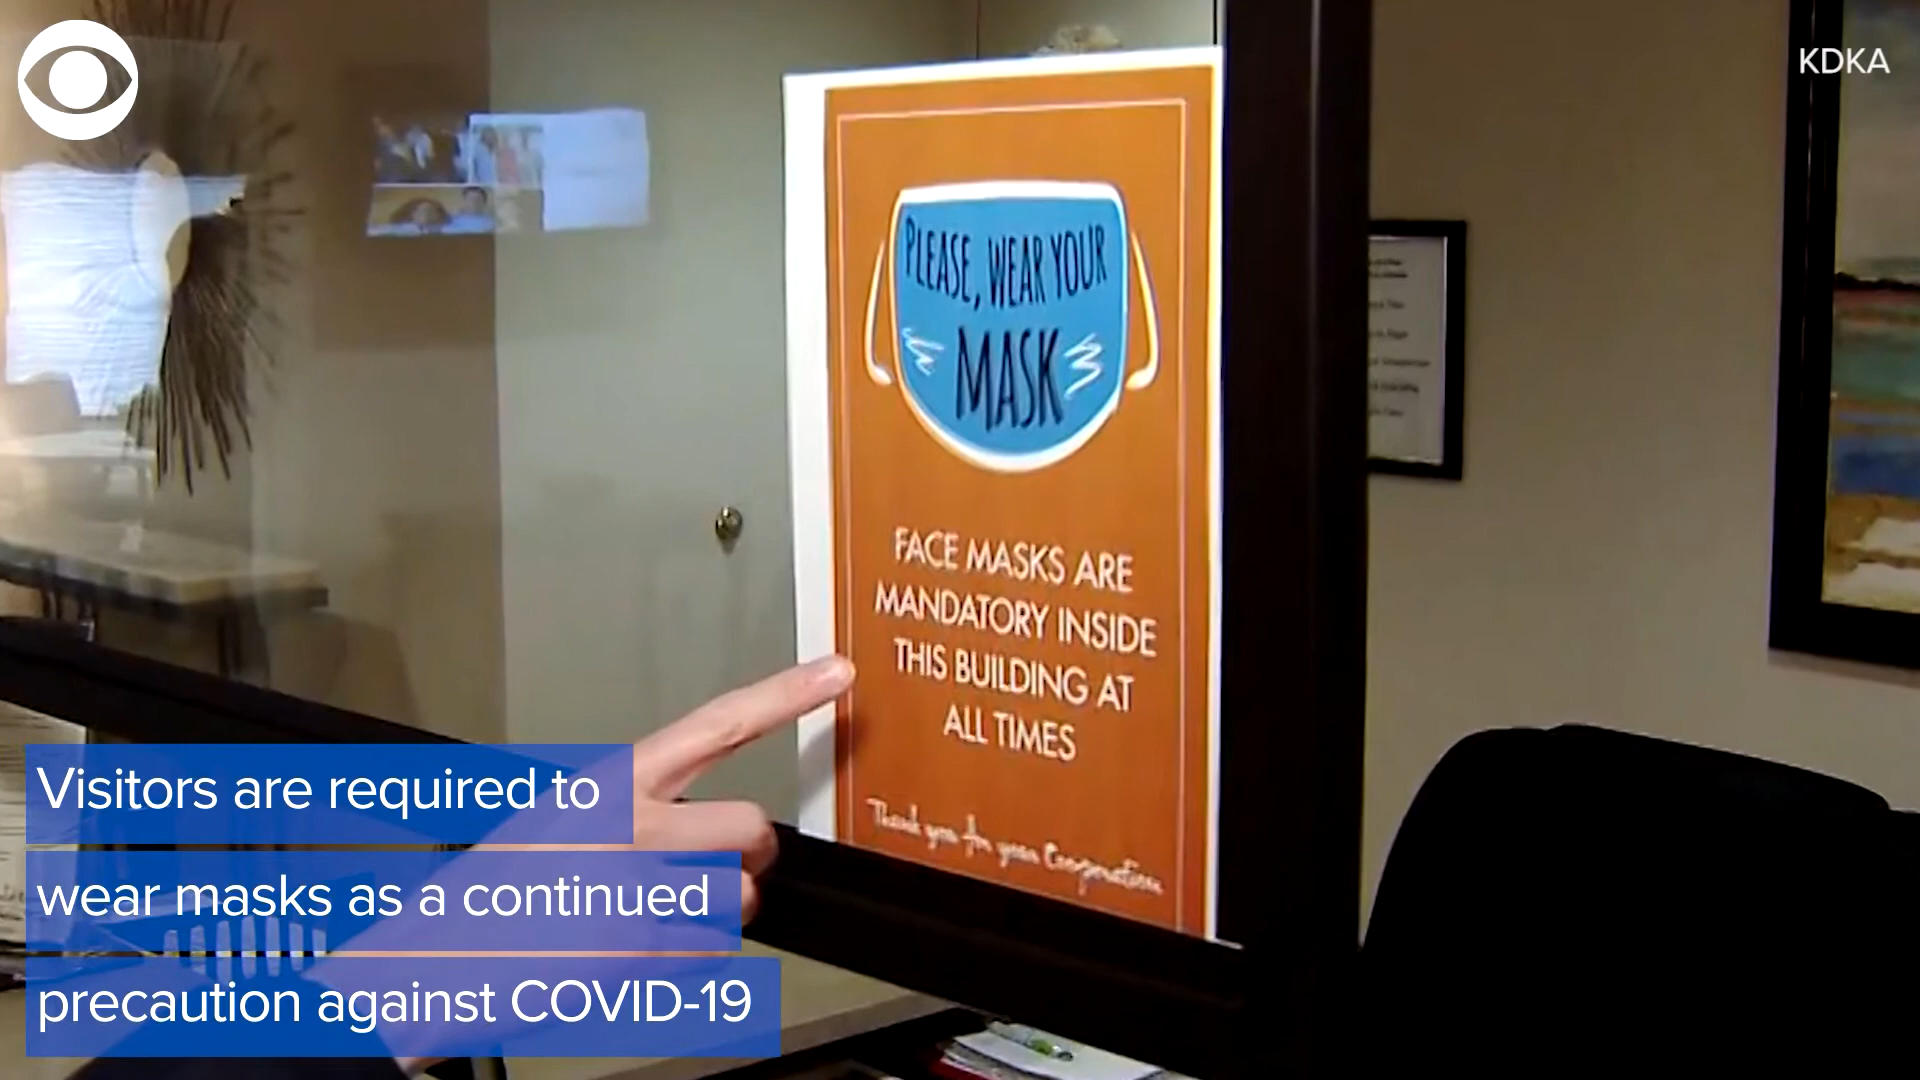 KDKA
PLEASE, WEAR YOUR
MASK
FACE MASKS ARE
MANDATORY INSIDE
THIS BUILDING AT
ALL TIMES
Thank you for your Cooperation
Visitors are required to
wear masks as a continued
precaution against COVID-19